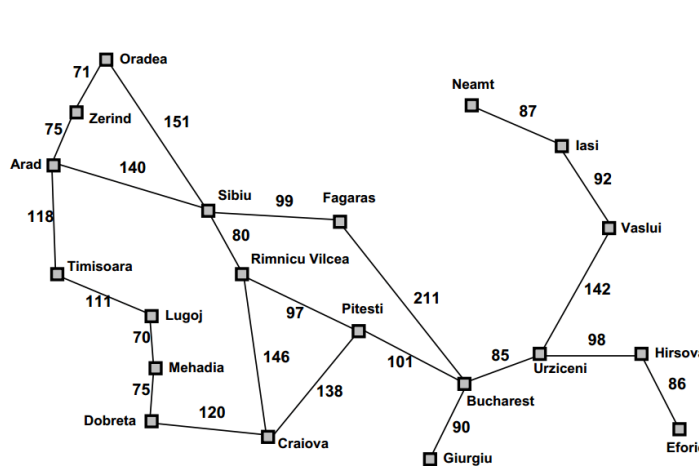 Oradea
71
Neamt
87
Zerind
151
75
Iasi
Arad
140
92
Sibiu
99
Fagaras
118
80
Vaslui
Timisoara
Rimnicu Vilcea
111
Lugoj
97
Pitesti
211
142
70
146
98
Hirsova
Mehadia
101
85
Urziceni
75
138
86
Dobreta
120
Bucharest
90
Craiova
Eforie
Giurgiu